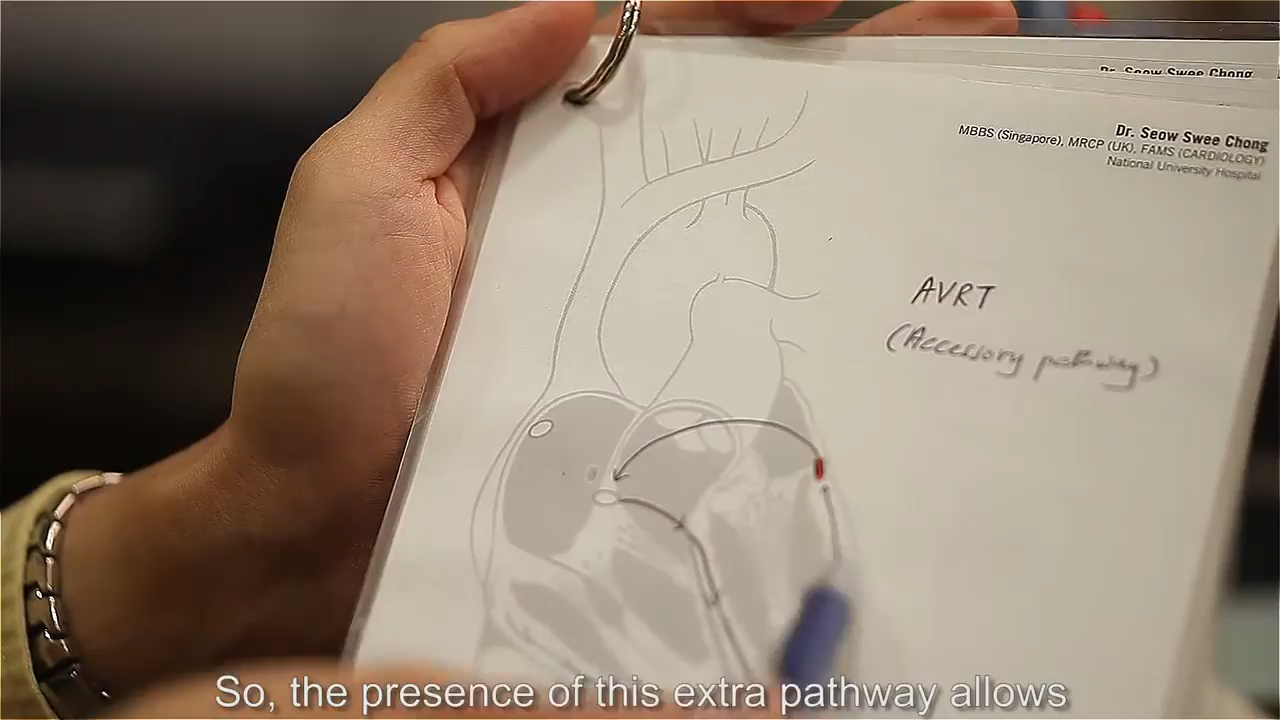 Dr. Seow Swee Chong
Dr. Seow Swee Chong
MBBS (Singapore), MRCP (UK), FAMS (CARDIOLOGY)
National University Hospital
AVRT
(Accessory pathway)
So, the presence of this extra pathway allows